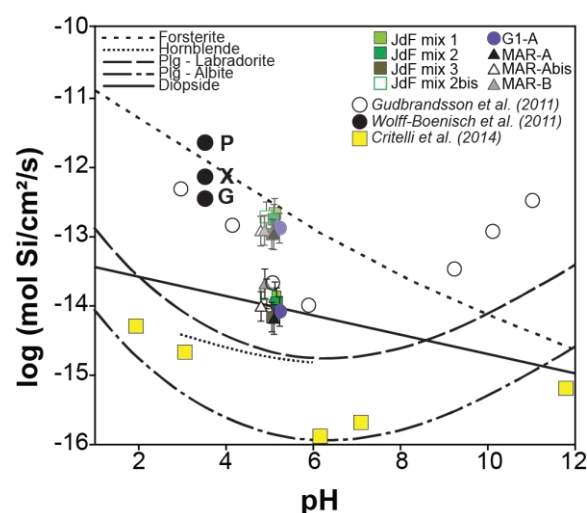 Forsterite
Hornblende
Plg - Labradorite
Plg - Albite
Diopside
JdF mix 1
JdF mix 2
JdF mix 3
JdF mix 2bis
G1-A
MAR-A
MAR-Abis
MAR-B
Gudbrandsson et al. (2011)
Wolff-Boenisch et al. (2011)
Critelli et al. (2014)
P
X
G
log (mol Si/cm²/s)
-10
-11
-12
-13
-14
-15
-16
2
4
6
8
10
12
pH